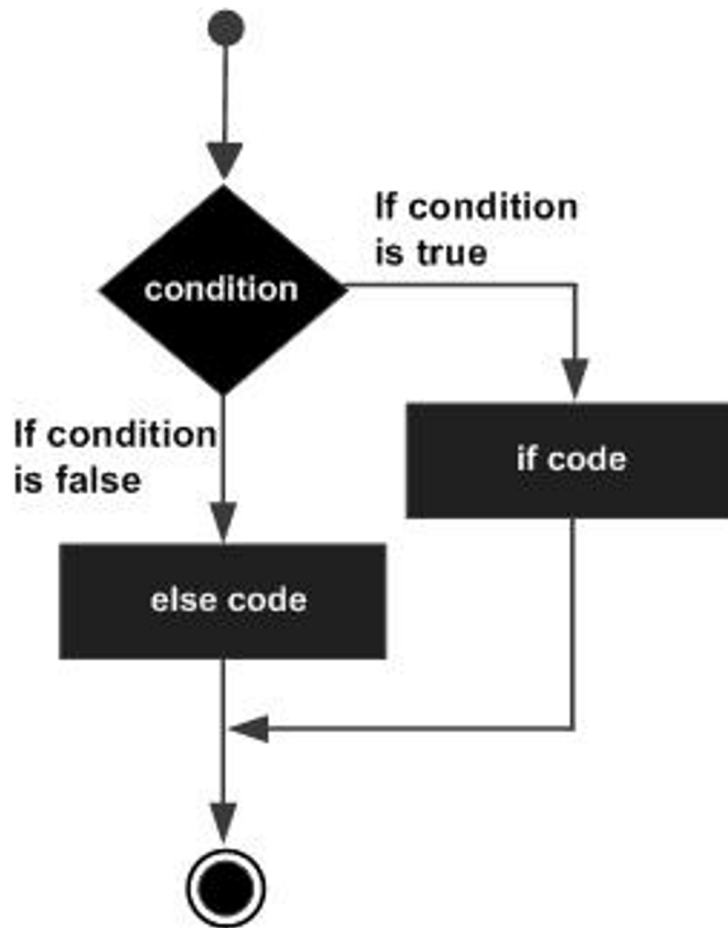 If condition
is true
condition
If condition
is false
if code
else code